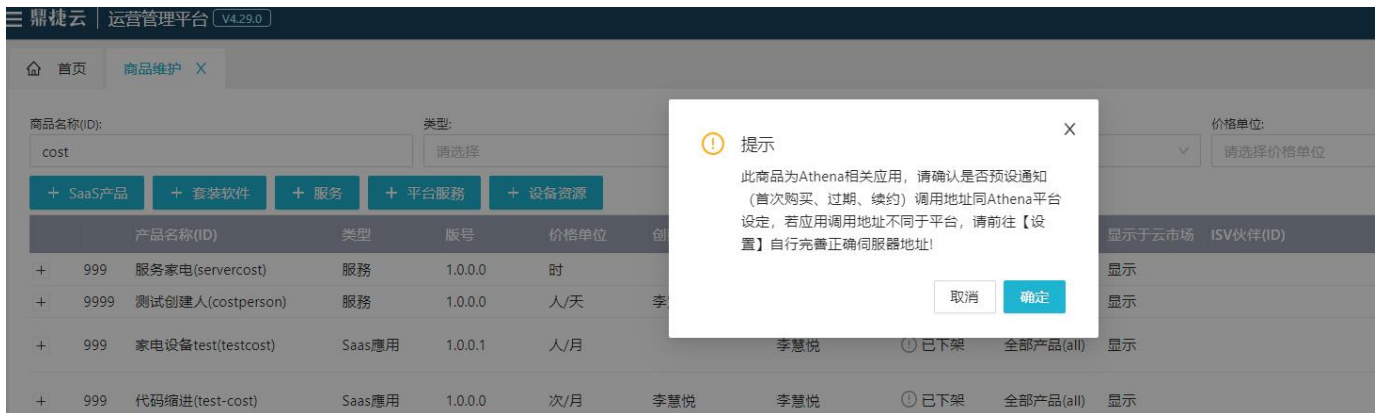 鼎捷云 运营管理平台 V4.29.0
首页 商品维护 X
商品名称(ID): 类型: 价格单位:
cost 请选择 请选择价格单位
+ SaaS产品 + 套装软件 + 服务 + 平台服務 + 设备资源
X
提示
此商品为Athena相关应用，请确认是否预设通知
（首次购买、过期、续约）调用地址同Athena平台
设定，若应用调用地址不同于平台，请前往【设
置】自行完善正确伺服器地址!
取消 确定
产品名称(ID) 类型 版号 价格单位 创 显示于云市场 ISV伙伴(ID)
+ 999 服务家电(servercost) 服務 1.0.0.0 时 显示
+ 9999 测试创建人(costperson) 服務 1.0.0.0 人/天 李 显示
+ 999 家电设备test(testcost) Saas應用 1.0.0.1 人/月 李慧悦 已下架 全部产品(all) 显示
+ 999 代码缩进(test-cost) Saas應用 1.0.0.0 次/月 李慧悦 李慧悦 已下架 全部产品(all) 显示